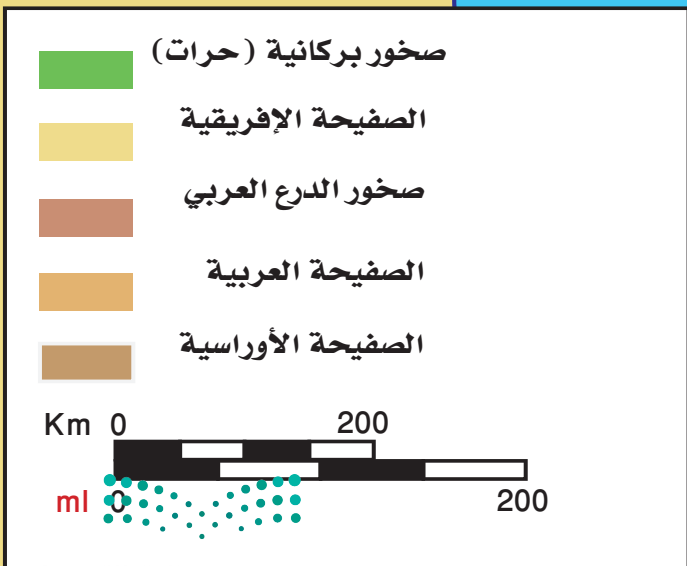 صخور بركانية (حرات)
الصفيحة الإفريقية
صخور الدرع العربي
الصفيحة العربية
الصفيحة الأوراسية
Km 0 200
ml 0 200